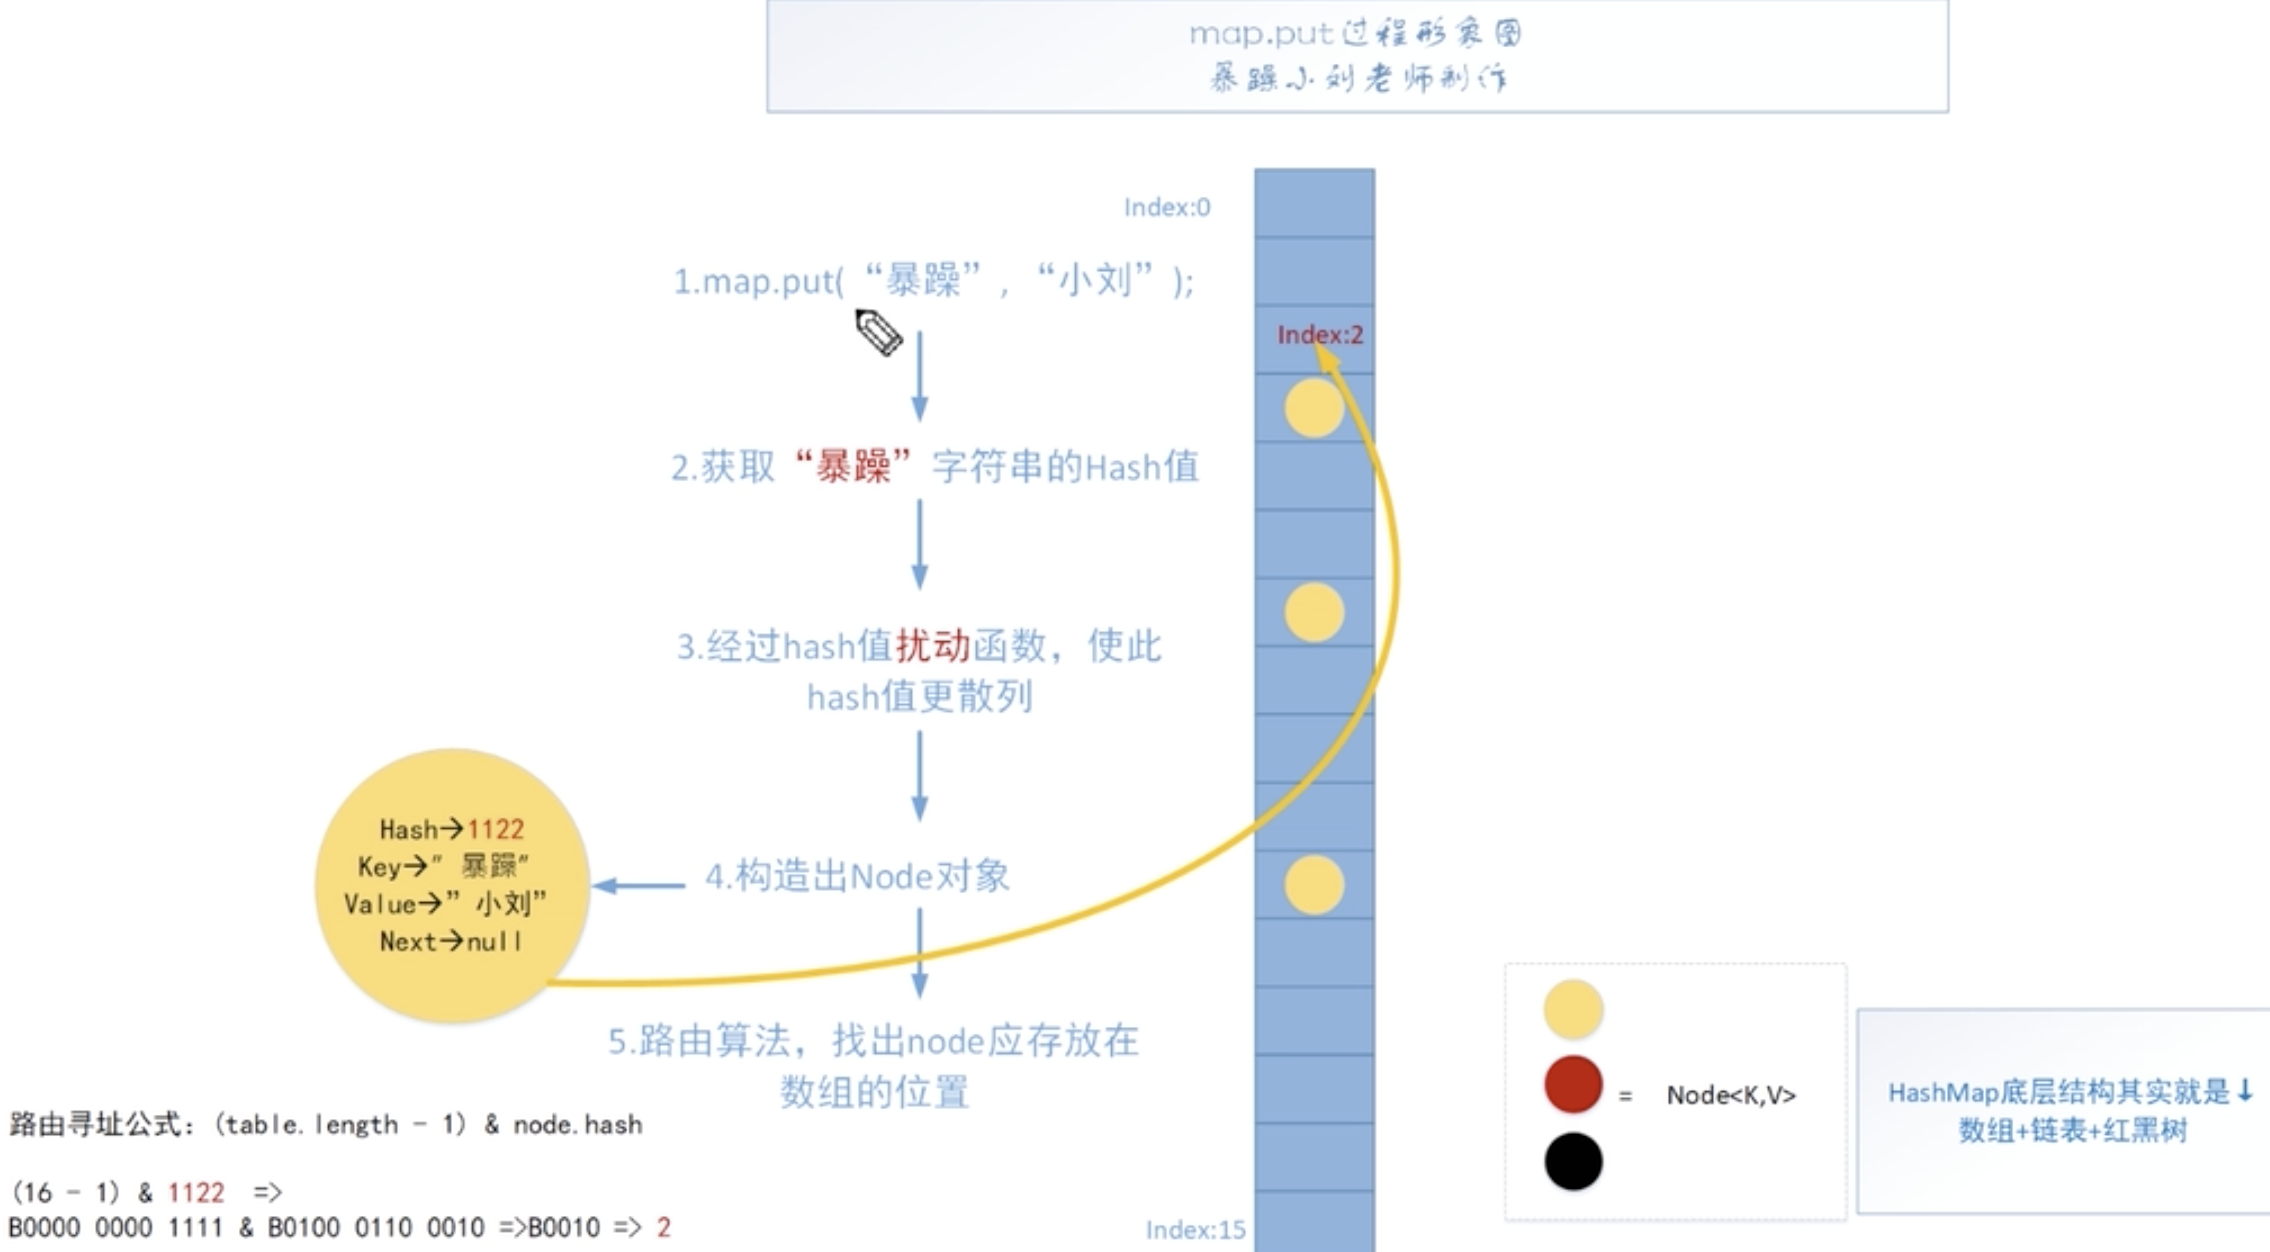 map.put过程形象图
暴躁小刘老师制作
Index:0
1.map.put( “暴躁” , “小刘” );
Index:2
2.获取 “暴躁” 字符串的Hash值
3.经过hash值扰动函数，使此
hash值更散列
Hash→1122
Key→″ 暴躁″
Value→” 小刘”
Next→null
4.构造出Node对象
5.路由算法，找出node应存放在
数组的位置
路由寻址公式：(table.length - 1) & node.hash
(16 - 1) & 1122 =>
B0000 0000 1111 & B0100 0110 0010 =>B0010 => 2
Index:15
= Node<K,V>
HashMap底层结构其实就是↓
数组+链表+红黑树